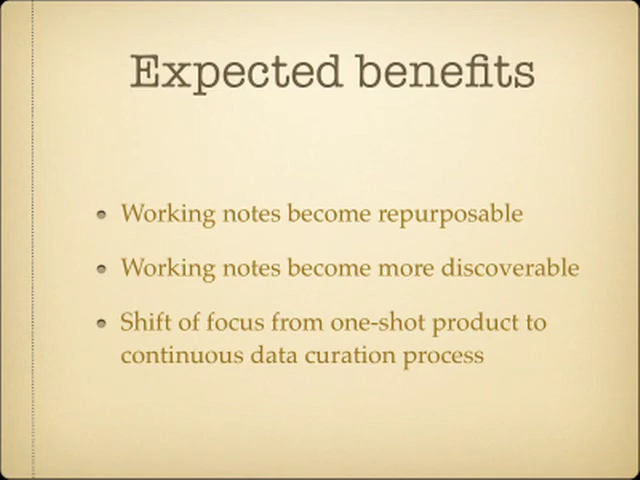 Expected benefits
Working notes become repurposable
Working notes become more discoverable
Shift of focus from one-shot product to
continuous data curation process